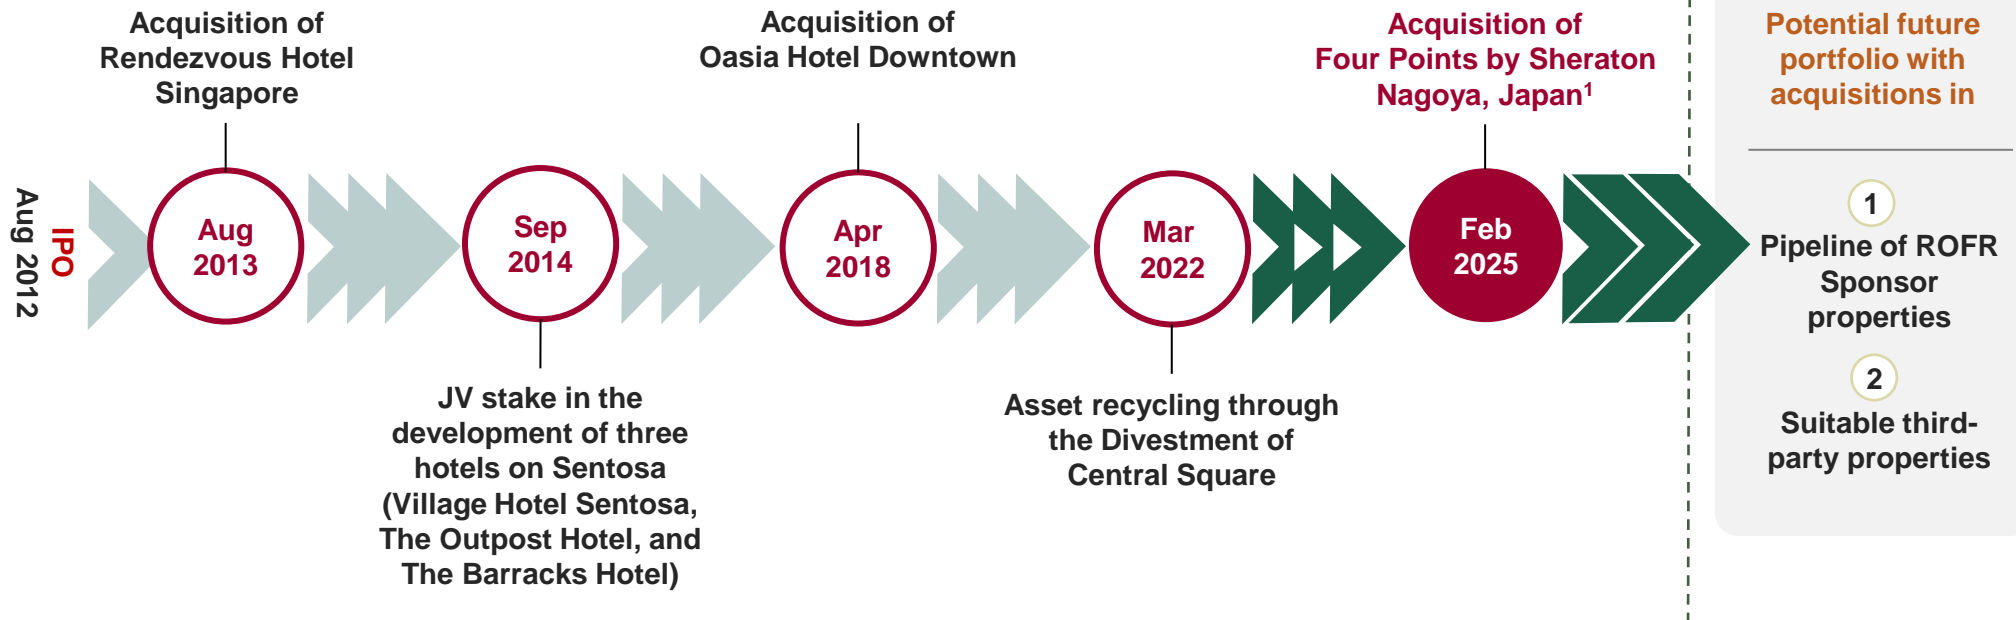 IPO
Aug 2012
Acquisition of
Rendezvous Hotel
Singapore
Aug
2013
Sep
2014
JV stake in the
development of three
hotels on Sentosa
(Village Hotel Sentosa,
The Outpost Hotel, and
The Barracks Hotel)
Acquisition of
Oasia Hotel Downtown
Apr
2018
Mar
2022
Asset recycling through
the Divestment of
Central Square
Acquisition of
Four Points by Sheraton
Nagoya, Japan¹
Feb
2025
Potential future
portfolio with
acquisitions in
1
Pipeline of ROFR
Sponsor
properties
2
Suitable third-
party properties